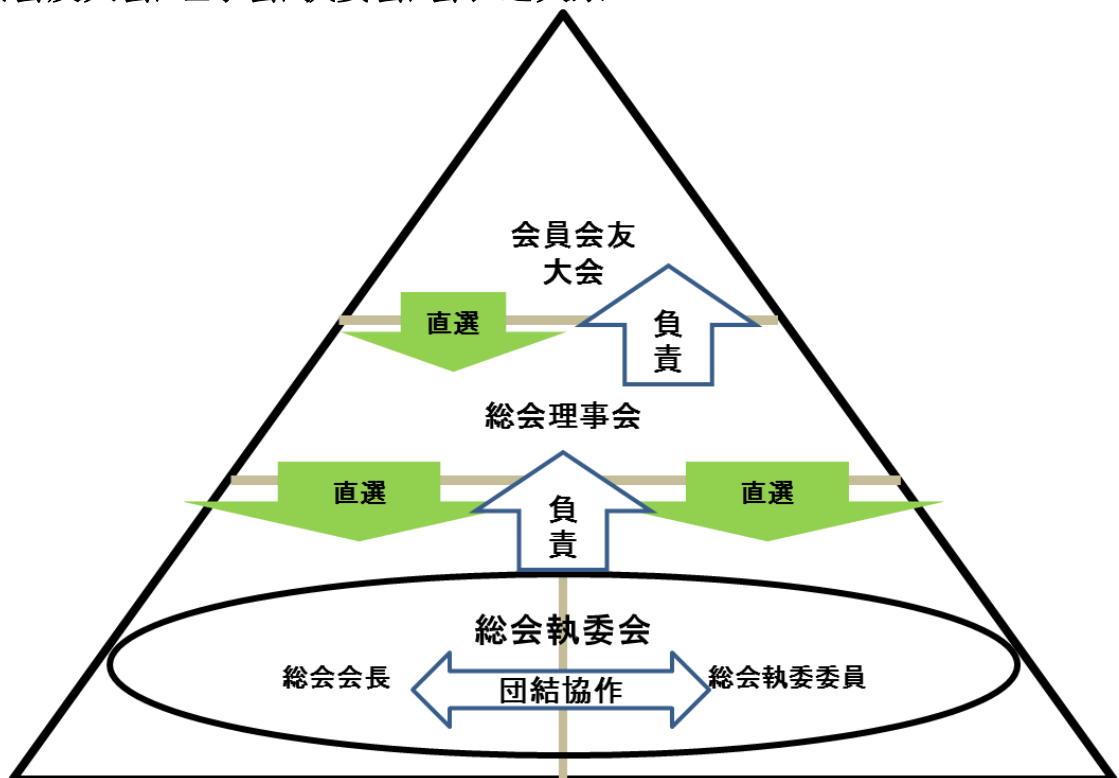 会員会友
大会
直選
負
責
総会理事会
直選
負
責
直選
総会執委会
総会会長
団結協作
総会執委委員